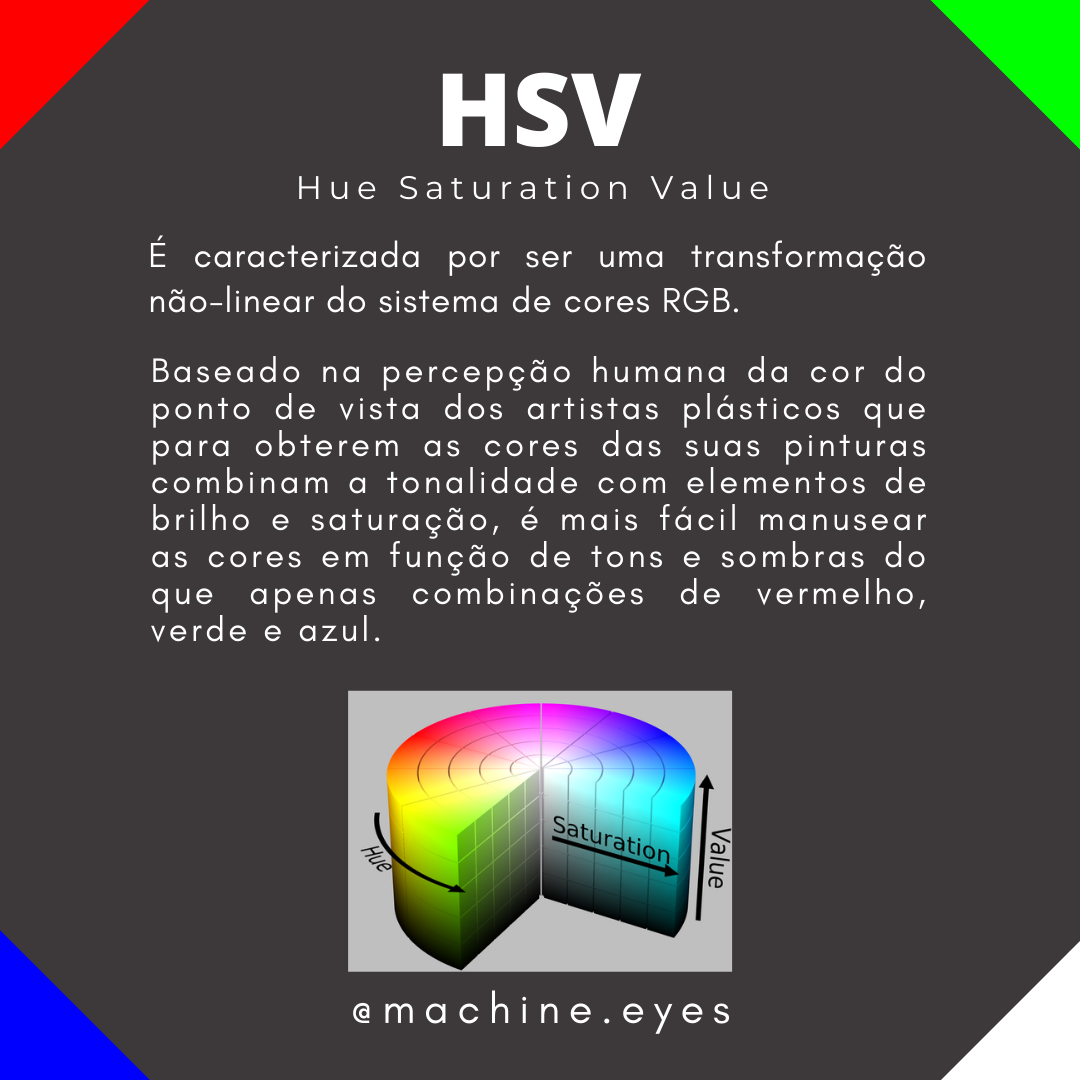 HSV
Hue Saturation Value
É caracterizada por ser uma transformação
não-linear do sistema de cores RGB.
Baseado na percepção humana da cor do
ponto de vista dos artistas plásticos que
para obterem as cores das suas pinturas
combinam a tonalidade com elementos de
brilho e saturação, é mais fácil manusear
as cores em função de tons e sombras do
que apenas combinações de vermelho,
verde e azul.
Saturation
Value
Hue
@machine.eyes